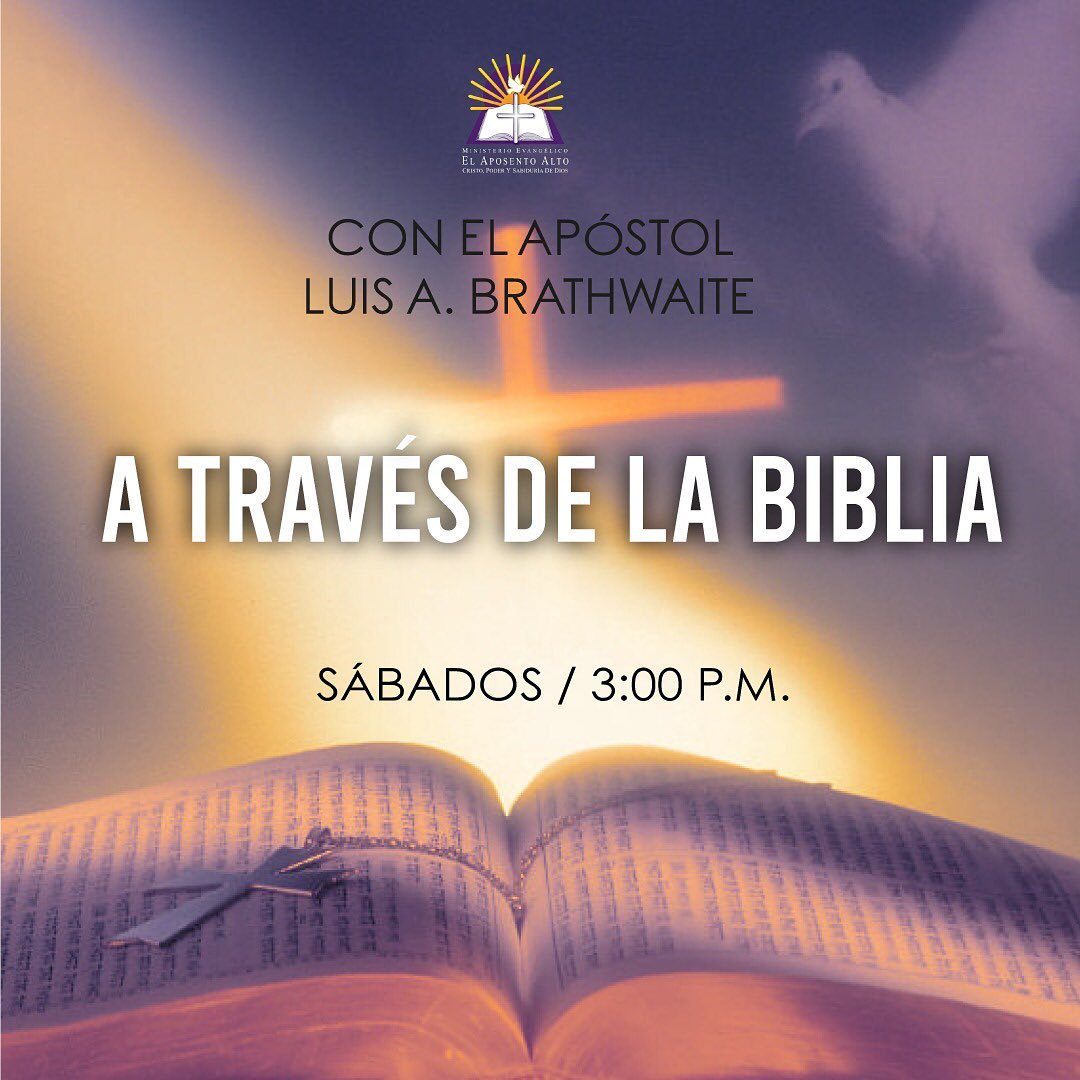 MINISTERIO EVANGÉLICO
EL APOSENTO ALTO
CRISTO, PODER Y SABIDURÍA DE DIOS
CON EL APÓSTOL
LUIS A. BRATHWAITE
A TRAVÉS DE LA BIBLIA
SÁBADOS / 3:00 P.M.